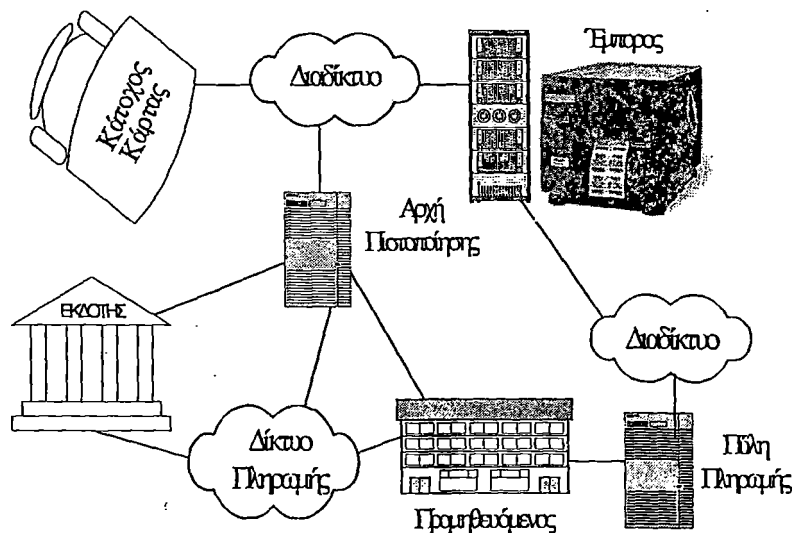 Έμπορος
Διαδίκτυο
Κάτοχος
Κάρτας
Αρχή
Πιστοποίησης
ΕΚΔΟΤΗΣ
Διαδίκτυο
Δίκτυο
Πληρωμής
Πύλη
Πληρωμής
Προμηθευόμενος